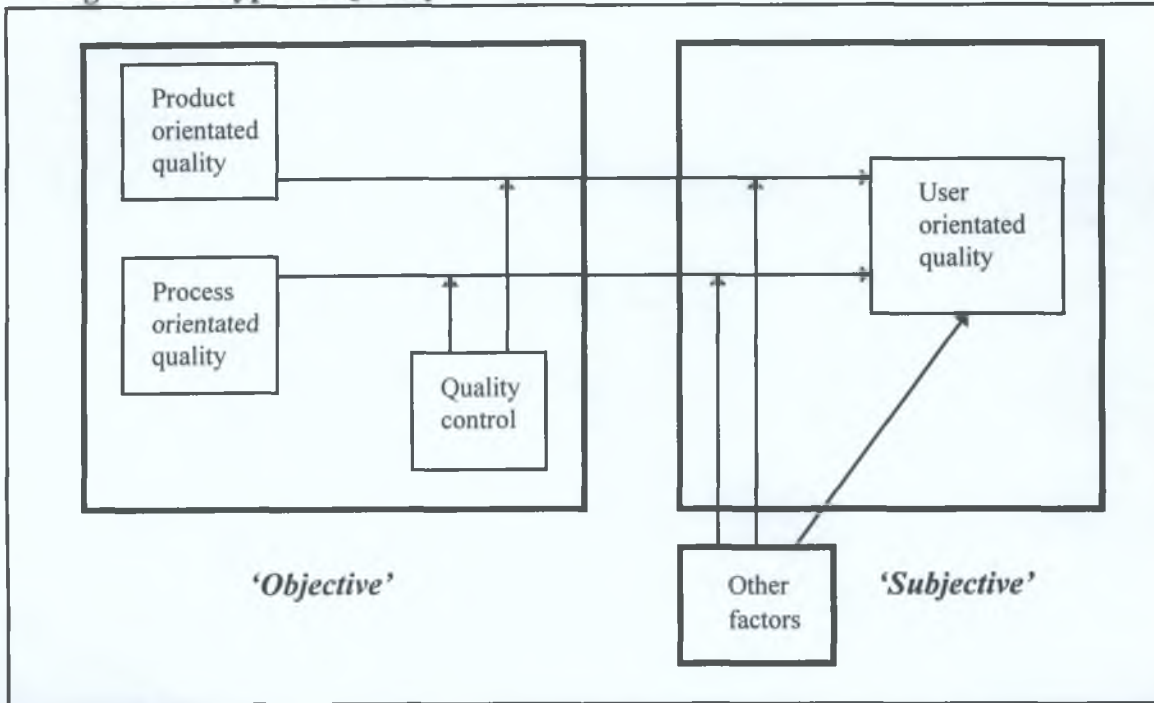 Product
orientated
quality
Process
orientated
quality
Quality
control
User
orientated
quality
Other
factors
‘Objective’
‘Subjective’